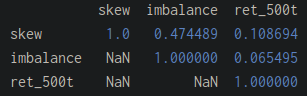 skew imbalance ret_500t
skew 1.0 0.474489 0.108694
imbalance NaN 1.000000 0.065495
ret_500t NaN NaN 1.000000